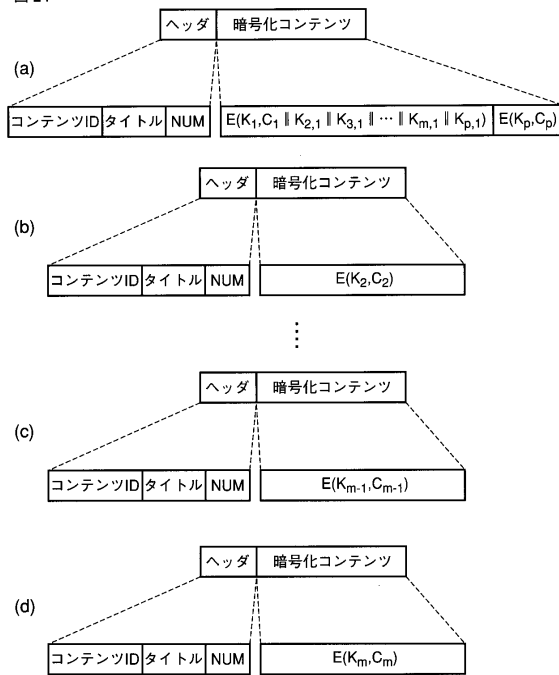 ヘッダ 暗号化コンテンツ
(a)
コンテンツID タイトル NUM E(K1,C1 ‖ K2,1 ‖ K3,1 ‖ ⋯ ‖ Km,1 ‖ Kp,1) E(Kp,Cp)
ヘッダ 暗号化コンテンツ
(b)
コンテンツID タイトル NUM E(K2,C2)
⋮
ヘッダ 暗号化コンテンツ
(c)
コンテンツID タイトル NUM E(Km-1,Cm-1)
ヘッダ 暗号化コンテンツ
(d)
コンテンツID タイトル NUM E(Km,Cm)